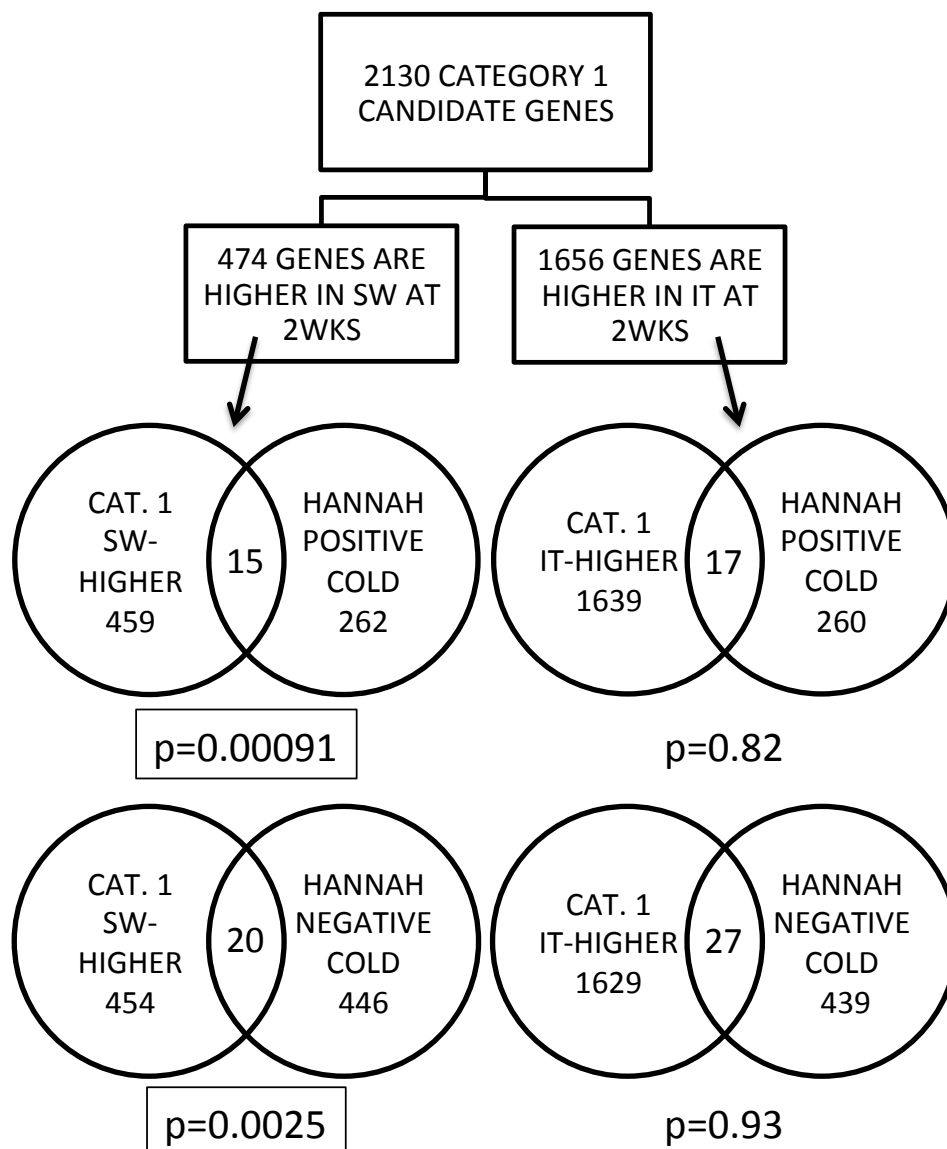 2130 CATEGORY 1
CANDIDATE GENES
474 GENES ARE
HIGHER IN SW AT
2WKS
1656 GENES ARE
HIGHER IN IT AT
2WKS
CAT. 1
SW-
HIGHER
459
15
HANNAH
POSITIVE
COLD
262
CAT. 1
IT-HIGHER
1639
17
HANNAH
POSITIVE
COLD
260
p=0.00091
p=0.82
CAT. 1
SW-
HIGHER
454
20
HANNAH
NEGATIVE
COLD
446
CAT. 1
IT-HIGHER
1629
27
HANNAH
NEGATIVE
COLD
439
p=0.0025
p=0.93